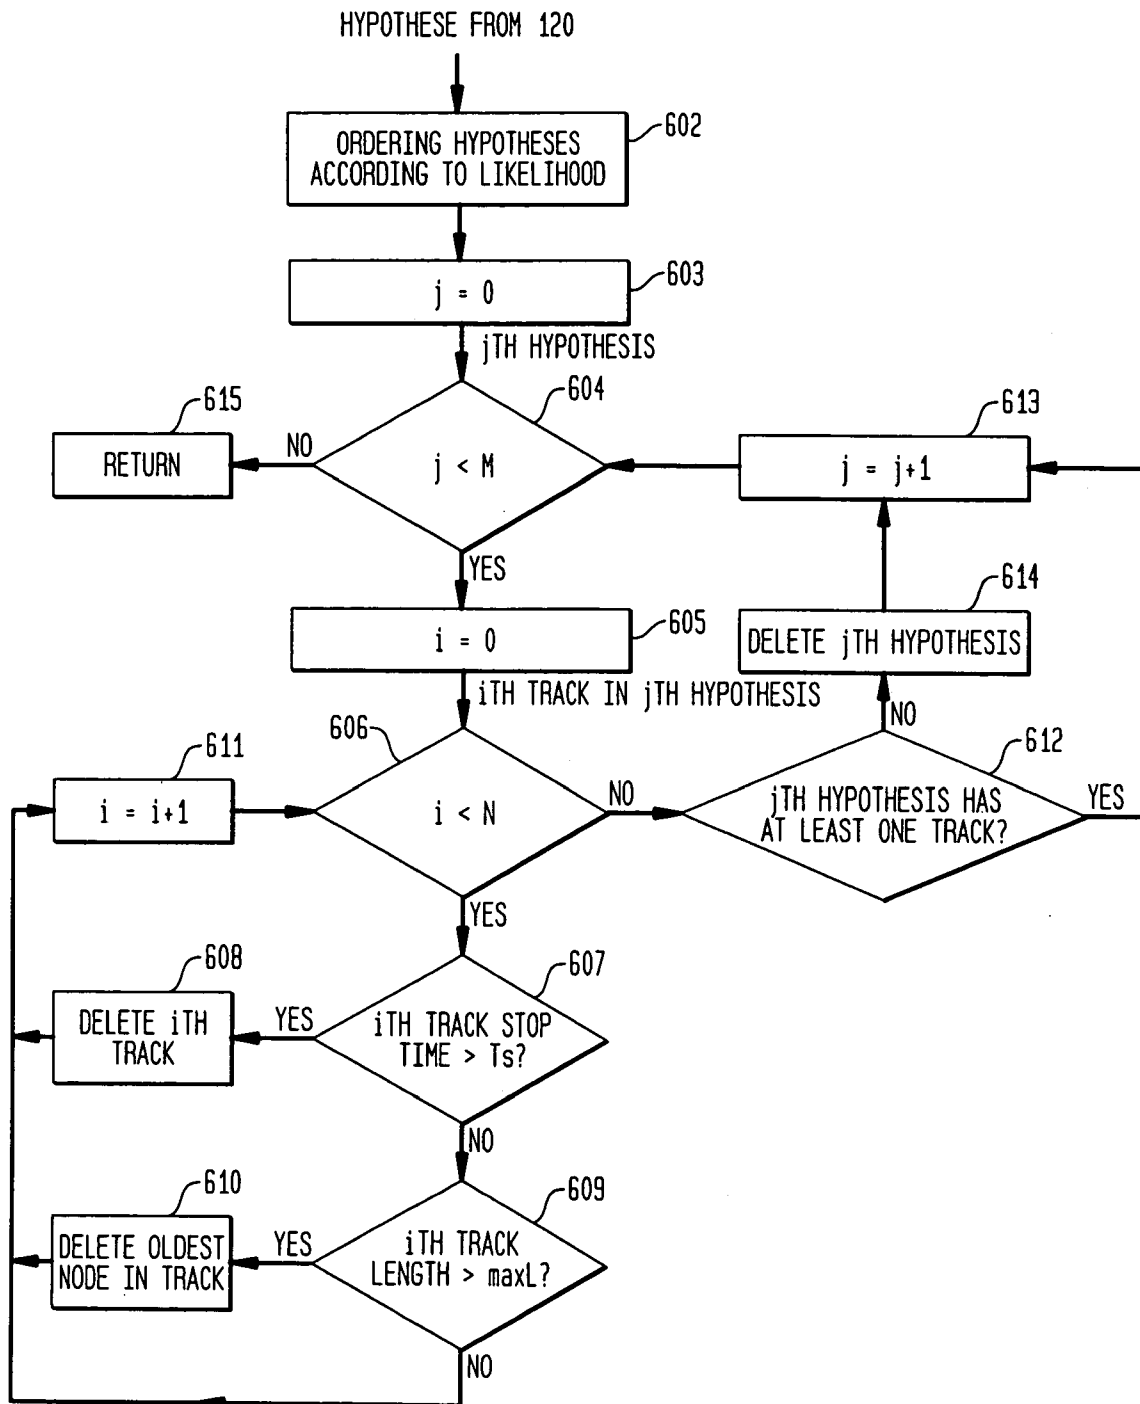 HYPOTHESE FROM 120
602
ORDERING HYPOTHESES
ACCORDING TO LIKELIHOOD
603
j = 0
jTH HYPOTHESIS
604
615
NO
RETURN
j < M
613
j = j+1
YES
614
DELETE jTH HYPOTHESIS
605
i = 0
iTH TRACK IN jTH HYPOTHESIS
NO
606
611
i = i+1
i < N
NO
612
jTH HYPOTHESIS HAS
AT LEAST ONE TRACK?
YES
YES
607
608
YES
DELETE iTH
TRACK
iTH TRACK STOP
TIME > Ts?
NO
609
610
YES
DELETE OLDEST
NODE IN TRACK
iTH TRACK
LENGTH > maxL?
NO